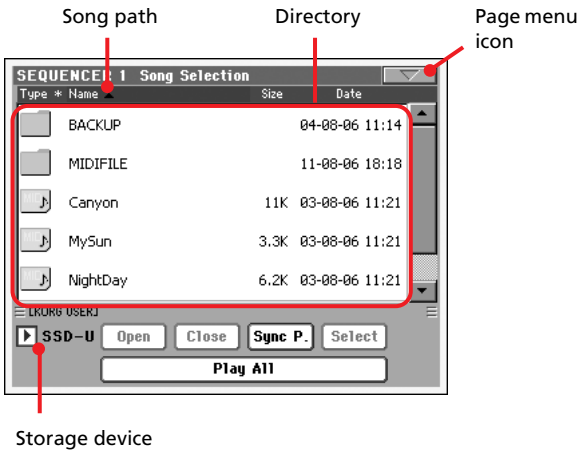 Song path Directory Page menu icon
SEQUENCER 1 Song Selection
Type * Name Size Date
BACKUP 04-08-06 11:14
MIDIFILE 11-08-06 18:18
Canyon 11K 03-08-06 11:21
MySun 3.3K 03-08-06 11:21
NightDay 6.2K 03-08-06 11:21
[KORG USER]
SSD-U Open Close Sync P. Select
Play All
Storage device